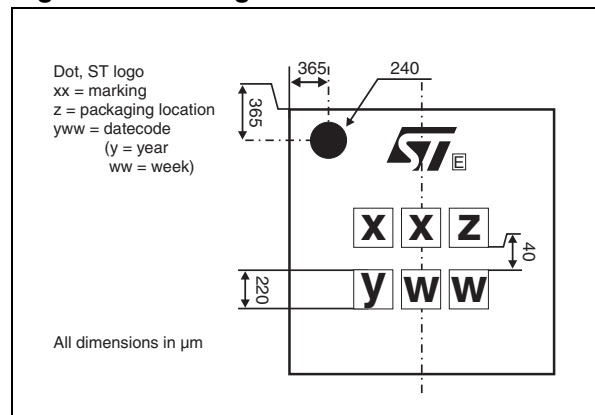 Dot, ST logo
xx = marking
z = packaging location
yww = datecode
(y = year
ww = week)
365
240
365
ST
E
x x z
40
y w w
220
All dimensions in µm